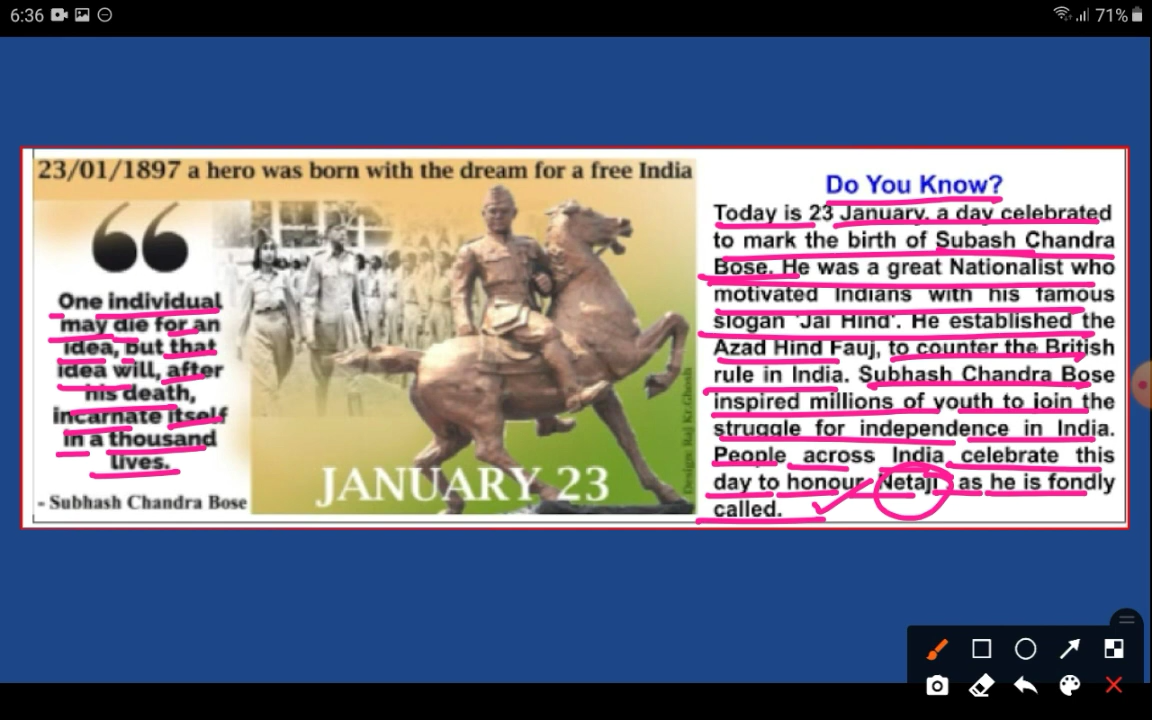 6:36
71%
23/01/1897 a hero was born with the dream for a free India
One individual
may die for an
idea, but that
idea will, after
his death,
incarnate itself
in a thousand
lives.
- Subhash Chandra Bose
JANUARY 23
Design: Raj Kr Ghosh
Do You Know?
Today is 23 January, a day celebrated
to mark the birth of Subash Chandra
Bose. He was a great Nationalist who
motivated Indians with his famous
slogan 'Jai Hind'. He established the
Azad Hind Fauj, to counter the British
rule in India. Subhash Chandra Bose
inspired millions of youth to join the
struggle for independence in India.
People across India celebrate this
day to honour Netaji as he is fondly
called.